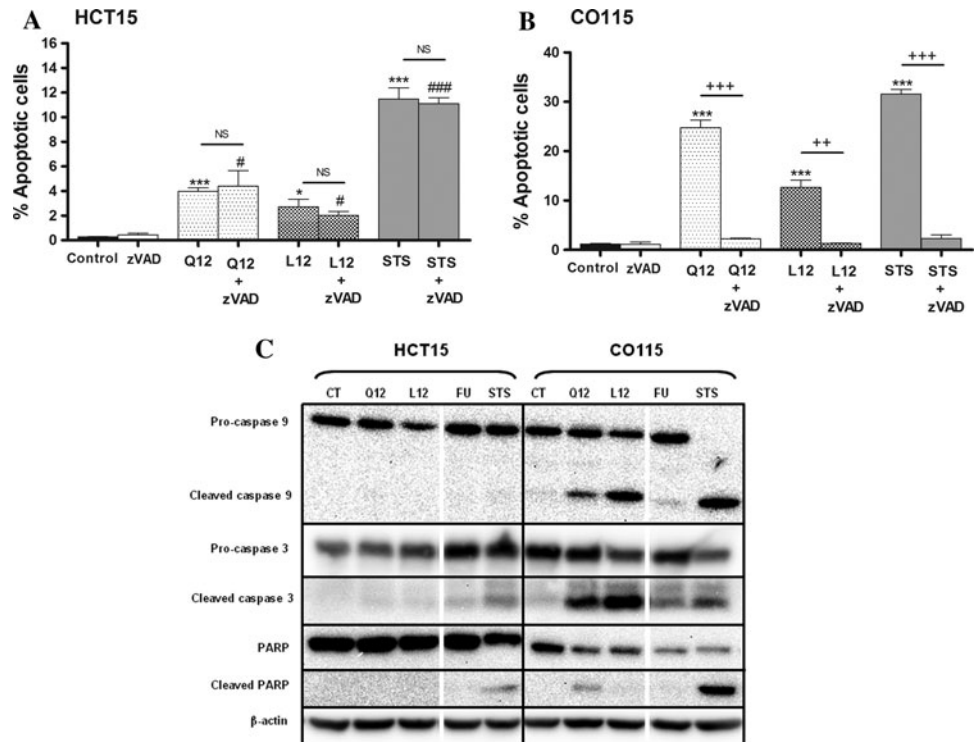 A HCT15
% Apoptotic cells
16
14
12
10
8
6
4
2
0
NS
NS
NS
***
#
*
#
***
###
Control zVAD Q12 Q12 + zVAD L12 L12 + zVAD STS STS + zVAD
B CO115
% Apoptotic cells
40
30
20
10
0
+++
++
+++
***
***
***
Control zVAD Q12 Q12 + zVAD L12 L12 + zVAD STS STS + zVAD
C
HCT15 CO115
CT Q12 L12 FU STS CT Q12 L12 FU STS
Pro-caspase 9
Cleaved caspase 9
Pro-caspase 3
Cleaved caspase 3
PARP
Cleaved PARP
β-actin